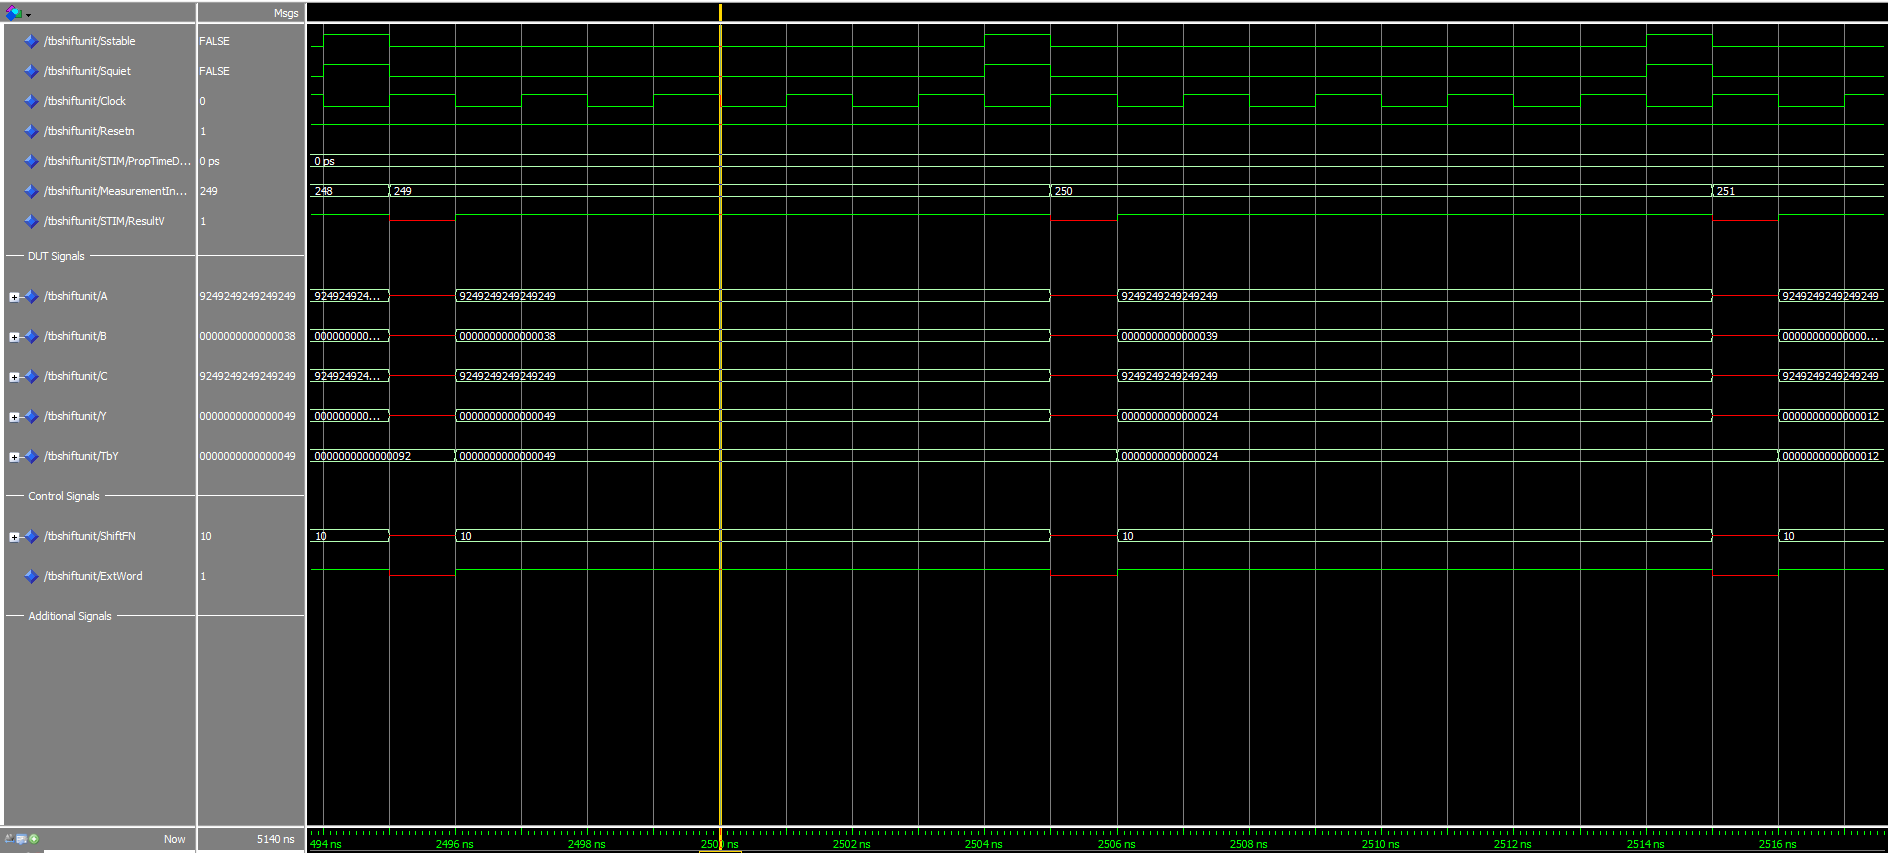 Msgs
/tbshiftunit/Sstable FALSE
/tbshiftunit/Squiet FALSE
/tbshiftunit/Clock 0
/tbshiftunit/Resetn 1
/tbshiftunit/STIM/PropTimeD... 0 ps 0 ps
/tbshiftunit/MeasurementIn... 249 248 249 250 251
/tbshiftunit/STIM/ResultV 1
DUT Signals
/tbshiftunit/A 9249249249249249 924924924... 9249249249249249 9249249249249249 9249249249249249
/tbshiftunit/B 0000000000000038 000000000... 0000000000000038 0000000000000039 00000000000000...
/tbshiftunit/C 9249249249249249 924924924... 9249249249249249 9249249249249249 9249249249249249
/tbshiftunit/Y 0000000000000049 000000000... 0000000000000049 0000000000000024 0000000000000012
/tbshiftunit/TbY 0000000000000049 0000000000000092 0000000000000049 0000000000000024 0000000000000012
Control Signals
/tbshiftunit/ShiftFN 10 10 10 10 10
/tbshiftunit/ExtWord 1
Additional Signals
Now 5140 ns 494 ns 2496 ns 2498 ns 2500 ns 2502 ns 2504 ns 2506 ns 2508 ns 2510 ns 2512 ns 2514 ns 2516 ns